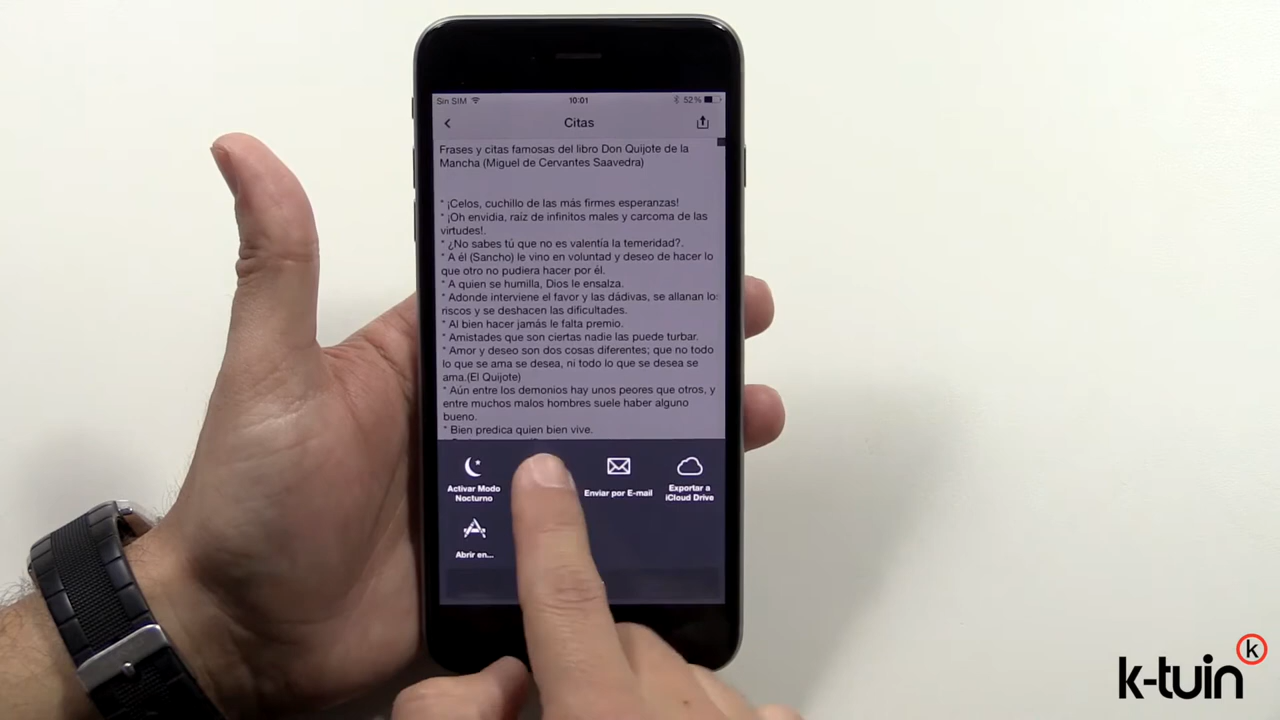 Sin SIM
10:01
52%
Citas
Frases y citas famosas del libro Don Quijote de la
Mancha (Miguel de Cervantes Saavedra)
* ¡Celos, cuchillo de las más firmes esperanzas!
* ¡Oh envidia, raíz de infinitos males y carcoma de las
virtudes!.
* ¿No sabes tú que no es valentía la temeridad?.
* A él (Sancho) le vino en voluntad y deseo de hacer lo
que otro no pudiera hacer por él.
* A quien se humilla, Dios le ensalza.
* Adonde interviene el favor y las dádivas, se allanan los
riscos y se deshacen las dificultades.
* Al bien hacer jamás le falta premio.
* Amistades que son ciertas nadie las puede turbar.
* Amor y deseo son dos cosas diferentes; que no todo
lo que se ama se desea, ni todo lo que se desea se
ama.(El Quijote)
* Aún entre los demonios hay unos peores que otros, y
entre muchos malos hombres suele haber alguno
bueno.
* Bien predica quien bien vive.
Activar Modo
Nocturno
Enviar por E-mail
Exportar a
iCloud Drive
Abrir en...
k-tuin
k